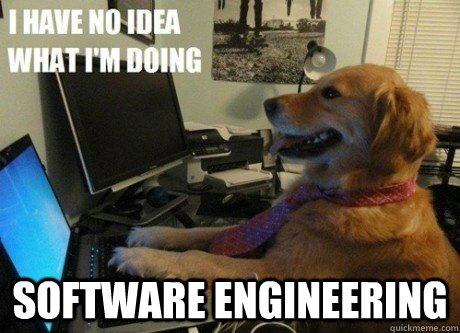 I HAVE NO IDEA
WHAT I'M DOING
SOFTWARE ENGINEERING
quickmeme.com